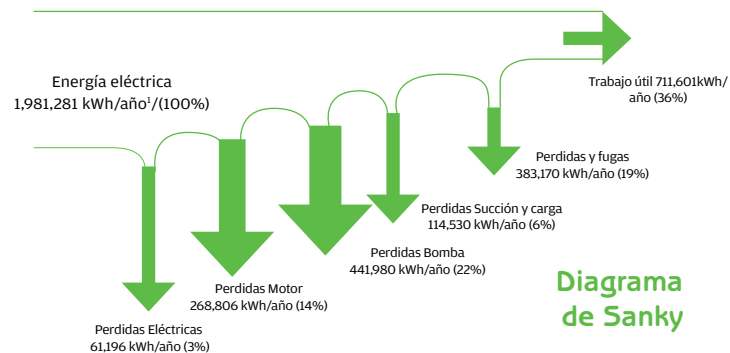 Energía eléctrica
1,981,281 kWh/año¹/(100%)
Trabajo útil 711,601kWh/
año (36%)
Perdidas y fugas
383,170 kWh/año (19%)
Perdidas Succión y carga
114,530 kWh/año (6%)
Perdidas Bomba
441,980 kWh/año (22%)
Perdidas Motor
268,806 kWh/año (14%)
Perdidas Eléctricas
61,196 kWh/año (3%)
Diagrama
de Sanky